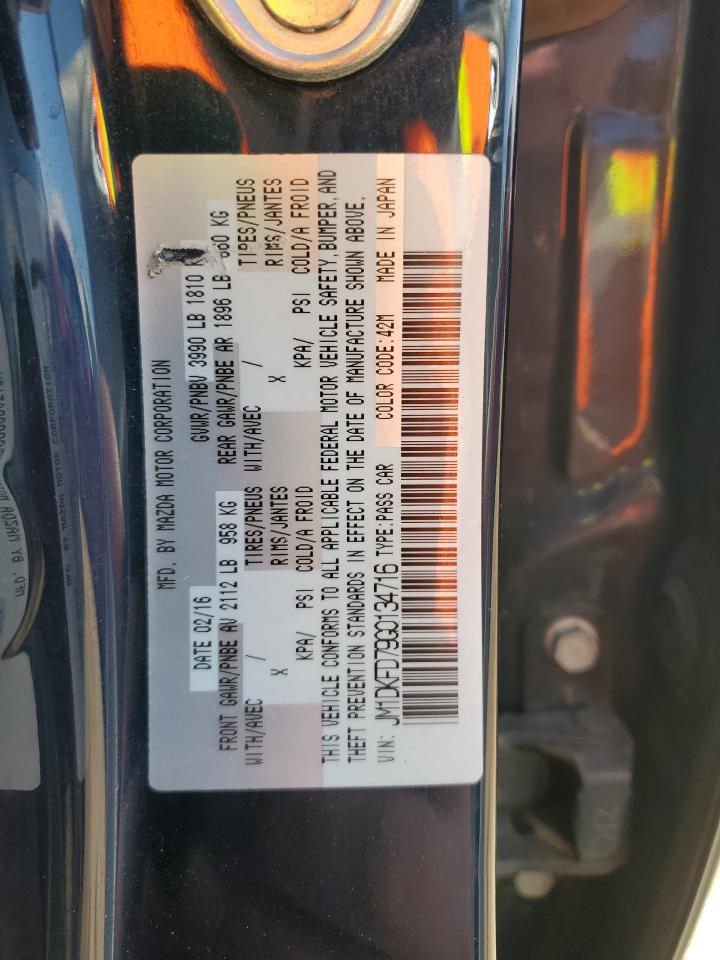 MFD. BY MAZDA MOTOR CORPORATION
DATE 02/16 GVWR/PNBV 3990 LB 1810
FRONT GAWR/PNBE AV 2112 LB 958 KG REAR GAWR/PNBE AR 1896 LB KG
WITH/AVEC / TIRES/PNEUS WITH/AVEC / TIRES/PNEUS
X RIMS/JANTES X RIMS/JANTES
KPA/ PSI COLD/A FROID KPA/ PSI COLD/A FROID
THIS VEHICLE CONFORMS TO ALL APPLICABLE FEDERAL MOTOR VEHICLE SAFETY, BUMPER, AND
THEFT PREVENTION STANDARDS IN EFFECT ON THE DATE OF MANUFACTURE SHOWN ABOVE.
VIN: JM1DKFD79G0134716 TYPE:PASS CAR COLOR CODE:42M MADE IN JAPAN